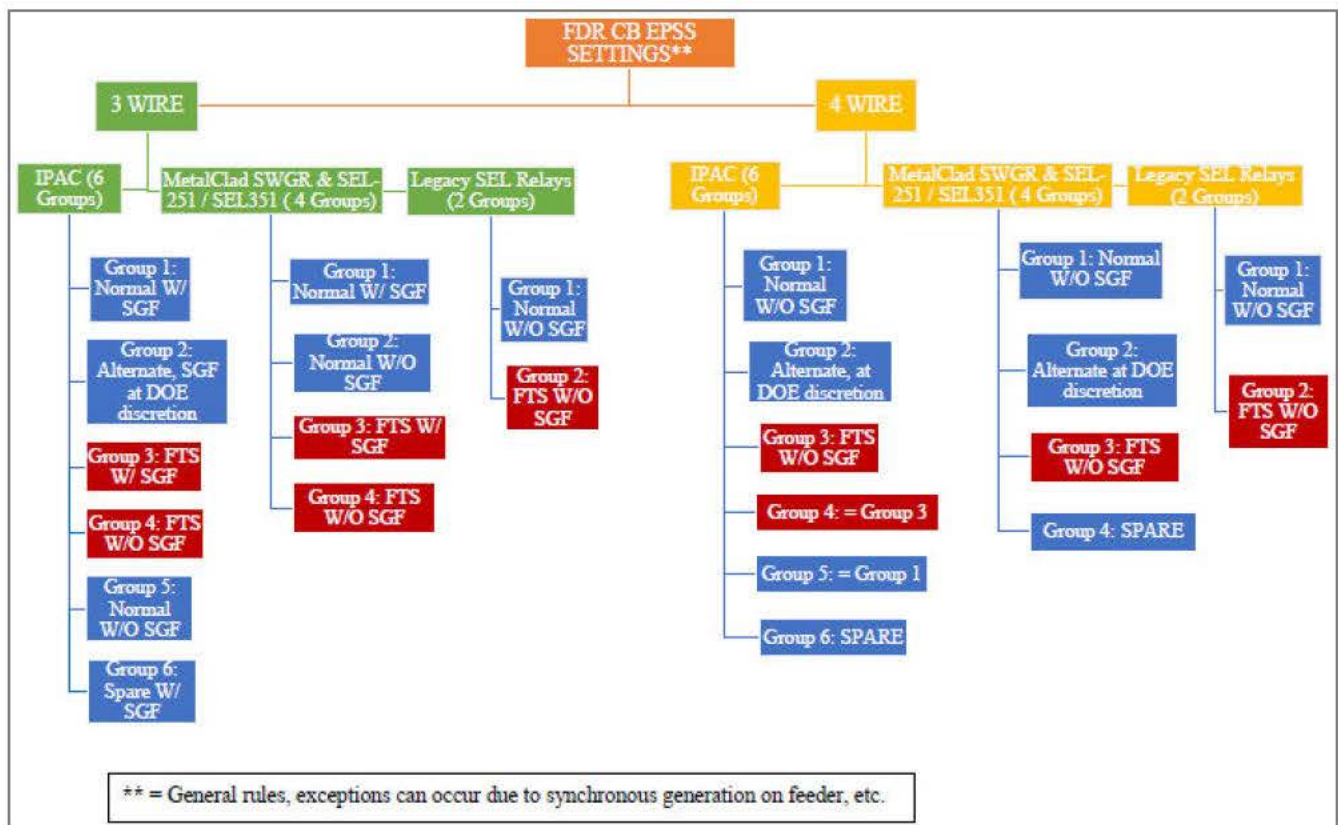 FDR CB EPSS
SETTINGS**
3 WIRE
4 WIRE
IPAC (6
Groups)
MetalClad SWGR & SEL-
251 / SEL351 ( 4 Groups)
Legacy SEL Relays
(2 Groups)
Group 1:
Normal W/
SGF
Group 2:
Alternate, SGF
at DOE
discretion
Group 3: FTS
W/ SGF
Group 4: FTS
W/O SGF
Group 5:
Normal
W/O SGF
Group 6:
Spare W/
SGF
Group 1:
Normal W/ SGF
Group 2:
Normal W/O
SGF
Group 3: FTS W/
SGF
Group 4: FTS
W/O SGF
Group 1:
Normal
W/O SGF
Group 2:
FTS W/O
SGF
IPAC (6
Groups)
MetalClad SWGR & SEL-
251 / SEL351 ( 4 Groups)
Legacy SEL Relays
(2 Groups)
Group 1:
Normal
W/O SGF
Group 2:
Alternate, at
DOE discretion
Group 3: FTS
W/O SGF
Group 4: = Group 3
Group 5: = Group 1
Group 6: SPARE
Group 1: Normal
W/O SGF
Group 2:
Alternate at DOE
discretion
Group 3: FTS
W/O SGF
Group 4: SPARE
Group 1:
Normal
W/O SGF
Group 2:
FTS W/O
SGF
** = General rules, exceptions can occur due to synchronous generation on feeder, etc.